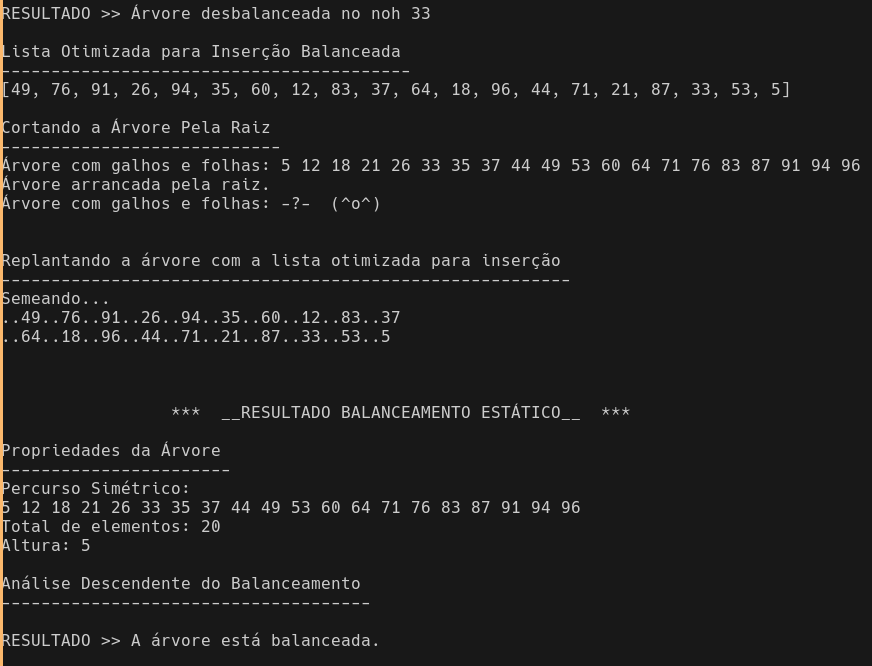 RESULTADO >> Árvore desbalanceada no noh 33
Lista Otimizada para Inserção Balanceada
-----------------------------------------
[49, 76, 91, 26, 94, 35, 60, 12, 83, 37, 64, 18, 96, 44, 71, 21, 87, 33, 53, 5]
Cortando a Árvore Pela Raiz
----------------------------
Árvore com galhos e folhas: 5 12 18 21 26 33 35 37 44 49 53 60 64 71 76 83 87 91 94 96
Árvore arrancada pela raiz.
Árvore com galhos e folhas: -?-  (^o^)
Replantando a árvore com a lista otimizada para inserção
---------------------------------------------------------
Semeando...
..49..76..91..26..94..35..60..12..83..37
..64..18..96..44..71..21..87..33..53..5
***  __RESULTADO BALANCEAMENTO ESTÁTICO__  ***
Propriedades da Árvore
-----------------------
Percurso Simétrico:
5 12 18 21 26 33 35 37 44 49 53 60 64 71 76 83 87 91 94 96
Total de elementos: 20
Altura: 5
Análise Descendente do Balanceamento
-------------------------------------
RESULTADO >> A árvore está balanceada.